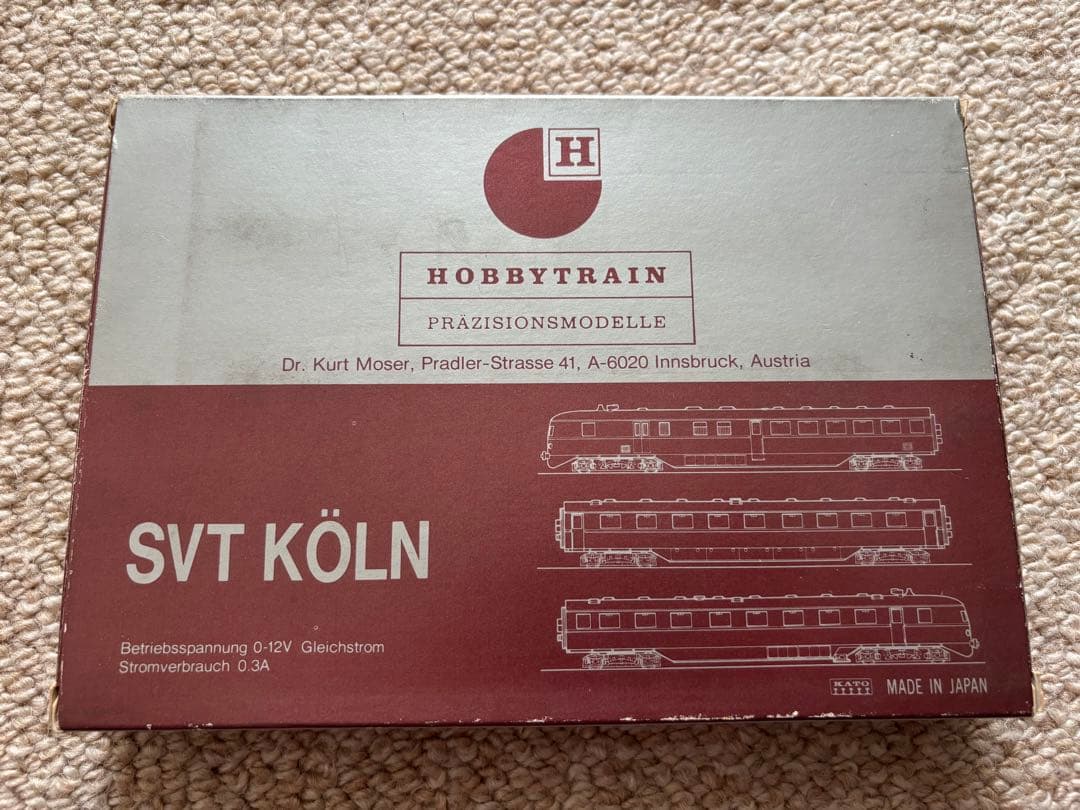 H
HOBBYTRAIN
PRÄZISIONSMODELLE
Dr. Kurt Moser, Pradler-Strasse 41, A-6020 Innsbruck, Austria
SVT KÖLN
Betriebsspannung 0-12V Gleichstrom
Stromverbrauch 0.3A
KATO
MADE IN JAPAN